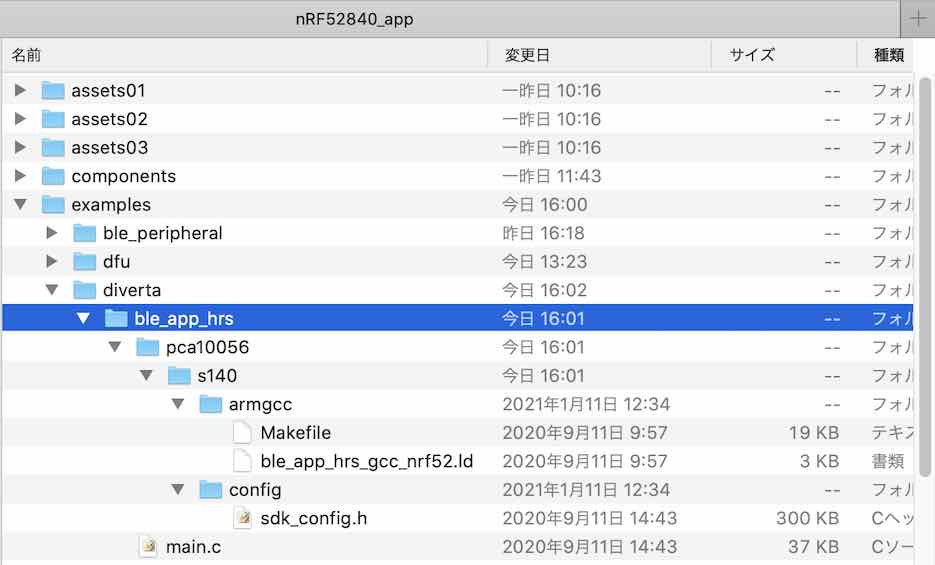 nRF52840_app
名前 変更日 サイズ 種類
assets01 一昨日 10:16 -- フォル
assets02 一昨日 10:16 -- フォル
assets03 一昨日 10:16 -- フォル
components 一昨日 11:43 -- フォル
examples 今日 16:00 -- フォル
ble_peripheral 昨日 16:18 -- フォル
dfu 今日 13:23 -- フォル
diverta 今日 16:02 -- フォル
ble_app_hrs 今日 16:01 -- フォル
pca10056 今日 16:01 -- フォル
s140 今日 16:01 -- フォル
armgcc 2021年1月11日 12:34 -- フォル
Makefile 2020年9月11日 9:57 19 KB テキス
ble_app_hrs_gcc_nrf52.ld 2020年9月11日 9:57 3 KB 書類
config 2021年1月11日 12:34 -- フォル
sdk_config.h 2020年9月11日 14:43 300 KB Cヘッ
main.c 2020年9月11日 14:43 37 KB Cソー